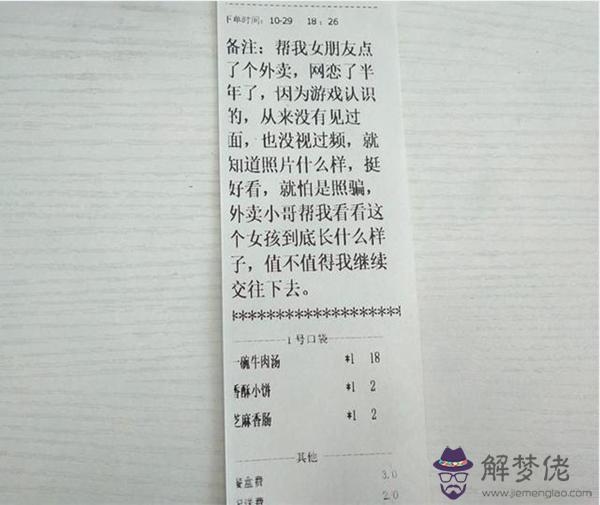 下单时间：10-29 18：26
备注：帮我女朋友点
了个外卖，网恋了半
年了，因为游戏认识
的，从来没有见过
面，也没视过频，就
知道照片什么样，挺
好看，就怕是照骗，
外卖小哥帮我看看这
个女孩到底长什么样
子，值不值得我继续
交往下去。
********************
1号口袋
一碗牛肉汤 *1 18
香酥小饼 *1 2
芝麻香肠 *1 2
其他
餐盒费 3.0
配送费 2.0
解梦佬
www.jiemenglao.com